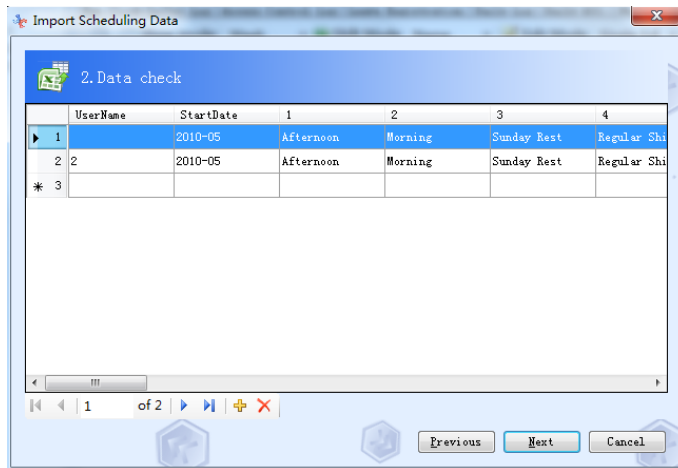 Import Scheduling Data
2.Data check
UserName StartDate 1 2 3 4
1 2010-05 Afternoon Morning Sunday Rest Regular Shi
2 2 2010-05 Afternoon Morning Sunday Rest Regular Shi
3
1 of 2
Previous Next Cancel